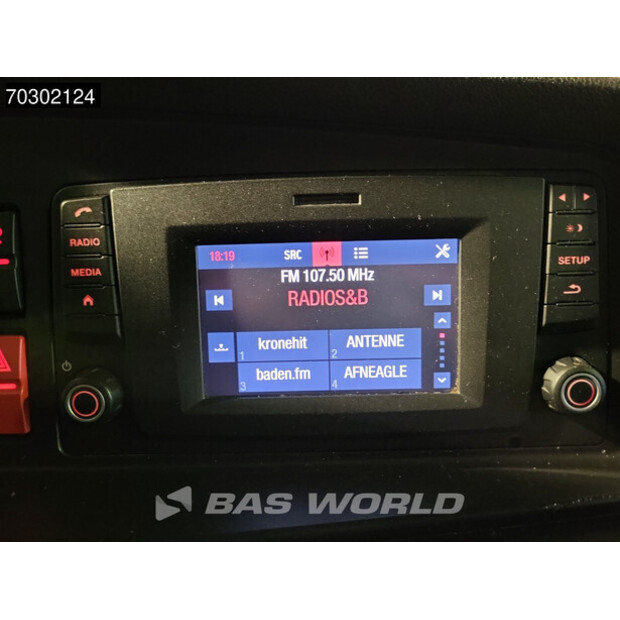 70302124
18:19 SRC
FM 107.50 MHz
RADIOS&B
1 kronehit
2 ANTENNE
3 baden.fm
4 AFNEAGLE
RADIO
MEDIA
SETUP
BAS WORLD